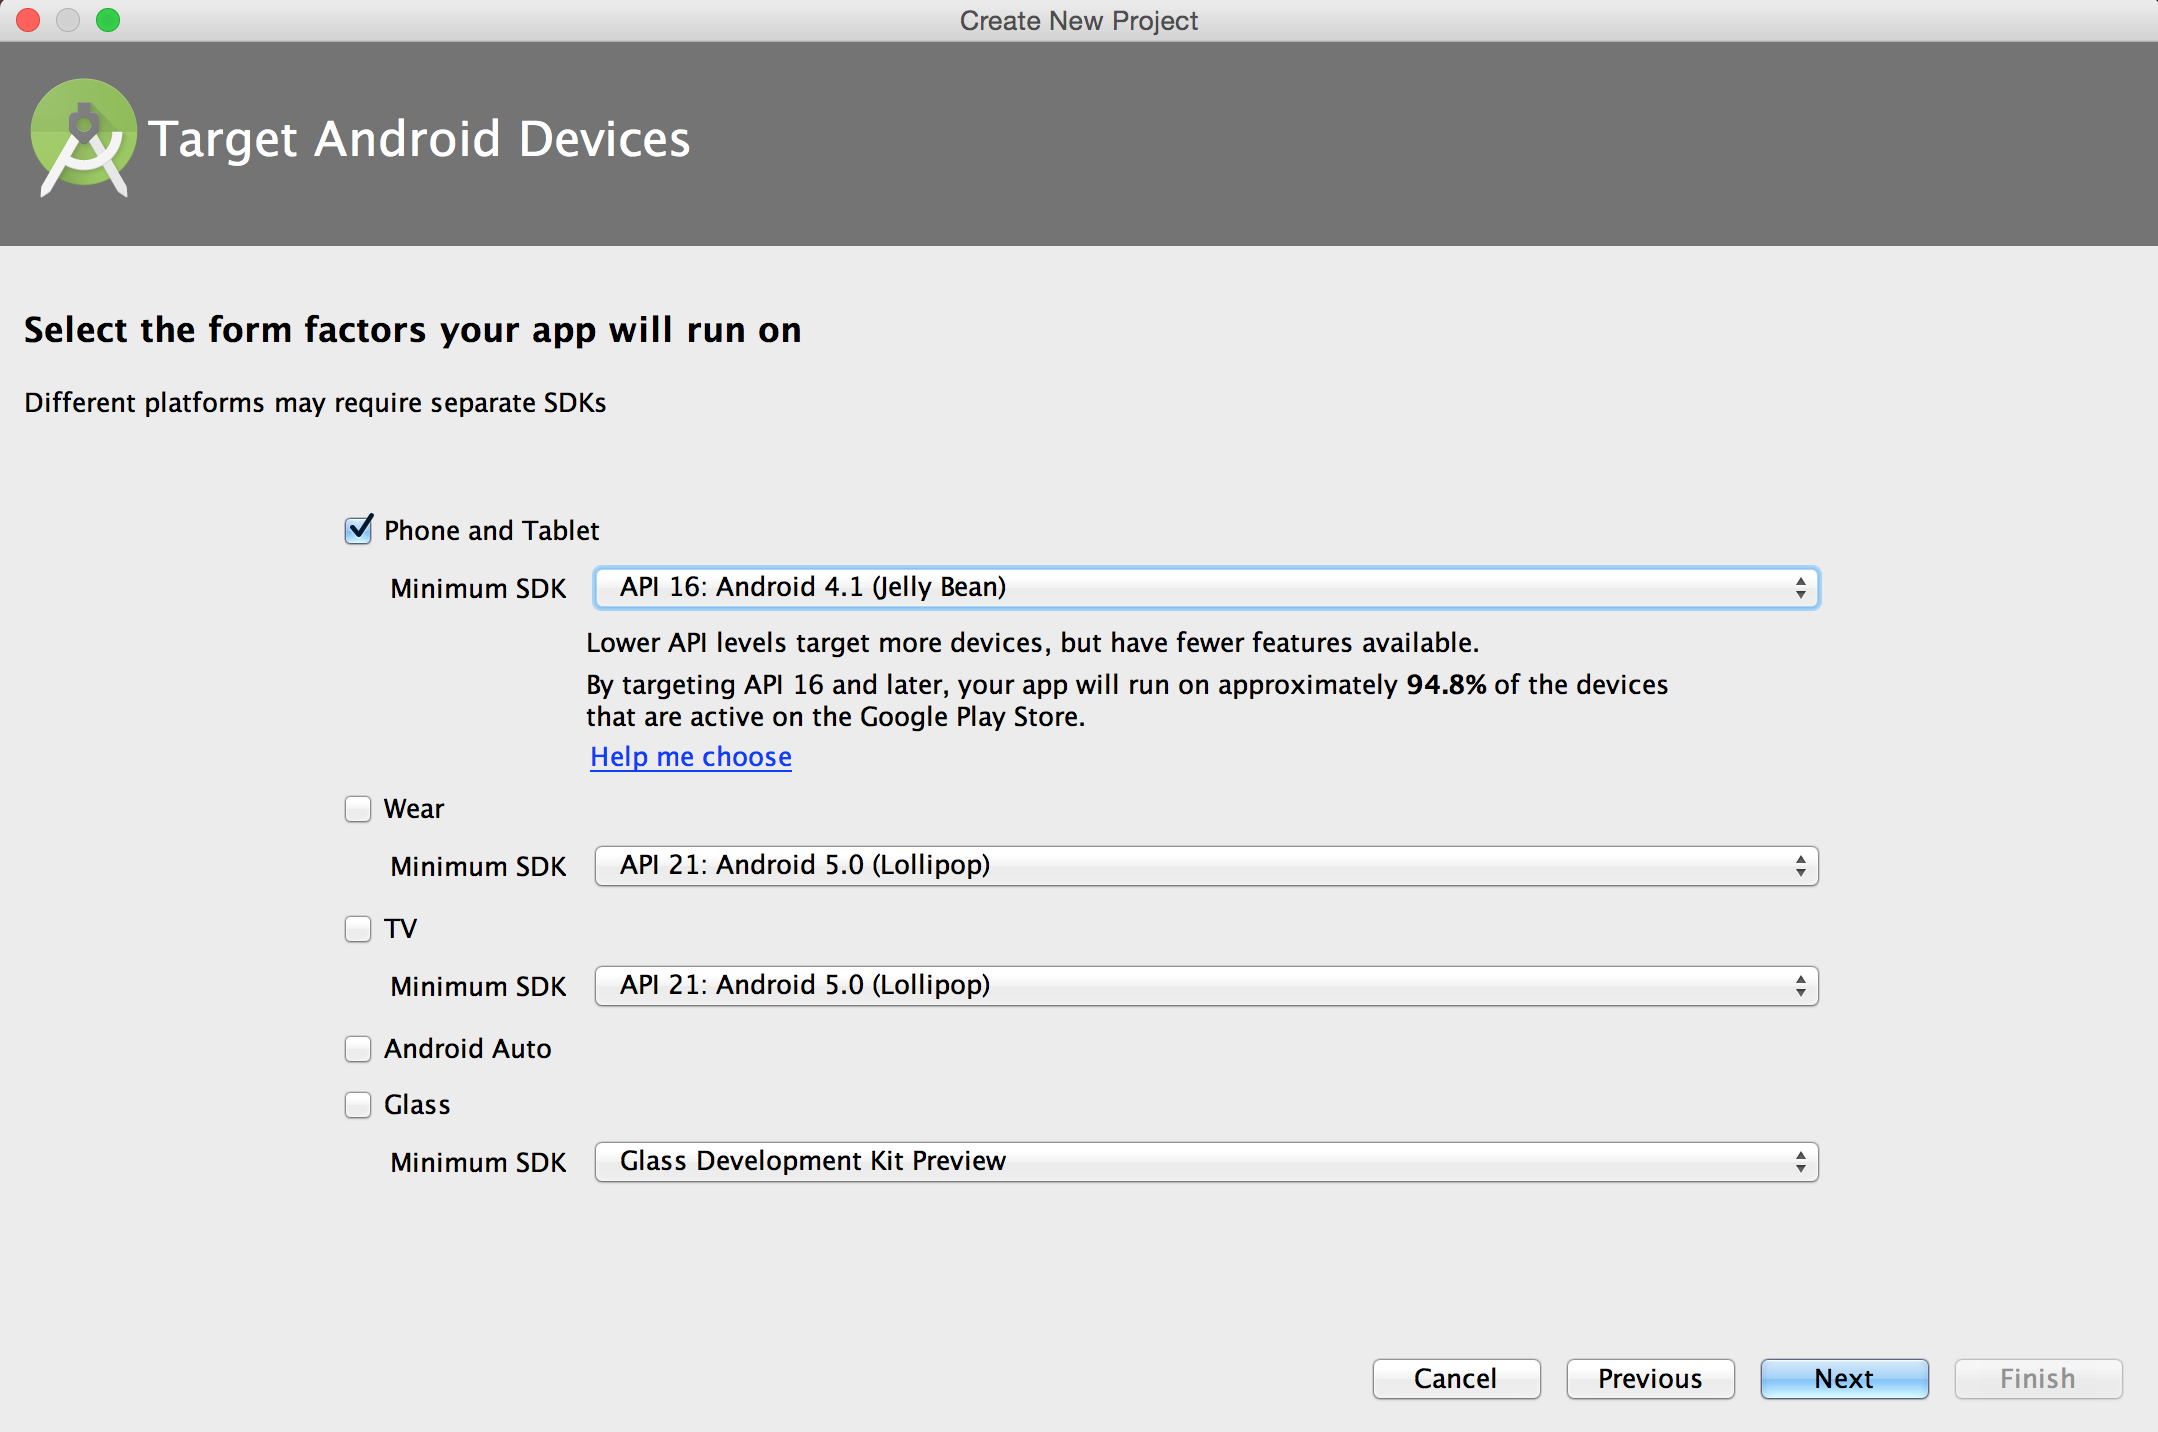 Create New Project
Target Android Devices
Select the form factors your app will run on
Different platforms may require separate SDKs
Phone and Tablet
Minimum SDK API 16: Android 4.1 (Jelly Bean)
Lower API levels target more devices, but have fewer features available.
By targeting API 16 and later, your app will run on approximately 94.8% of the devices
that are active on the Google Play Store.
Help me choose
Wear
Minimum SDK API 21: Android 5.0 (Lollipop)
TV
Minimum SDK API 21: Android 5.0 (Lollipop)
Android Auto
Glass
Minimum SDK Glass Development Kit Preview
Cancel Previous Next Finish